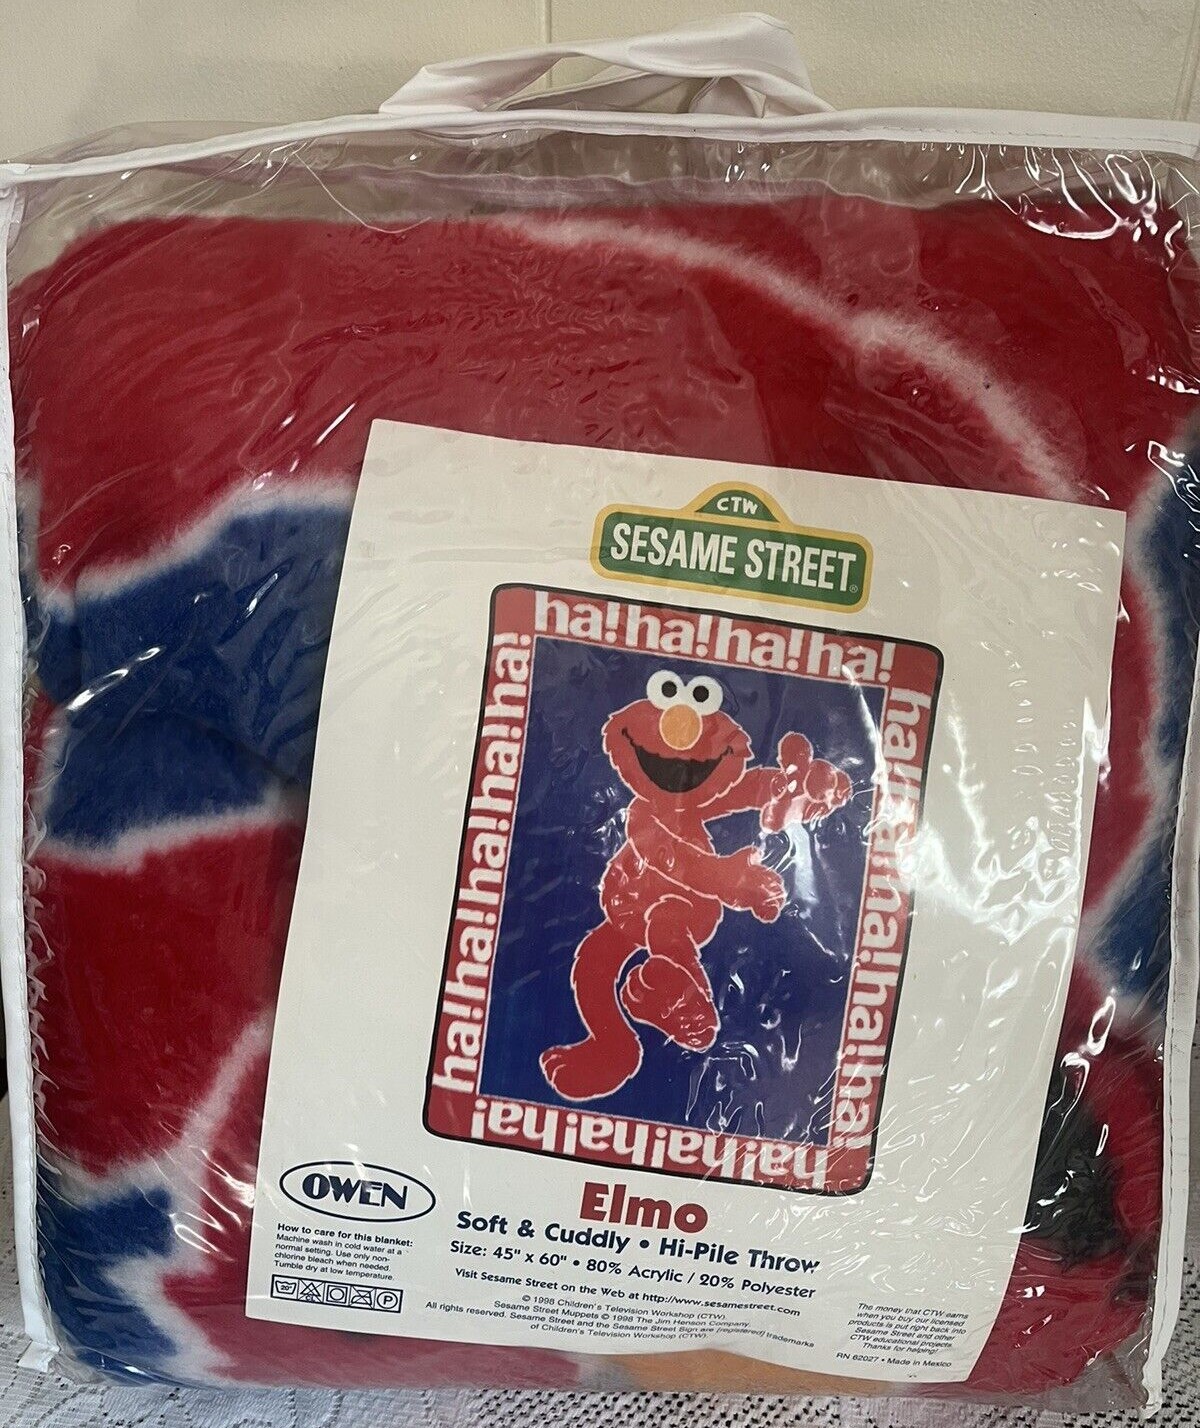 CTW
SESAME STREET®
ha!ha!ha!ha!
ha!ha!ha!ha!ha!
ha!ha!ha!ha!ha!
ha!ha!ha!ha!
OWEN
How to care for this blanket:
Machine wash in cold water at a
normal setting. Use only non-
chlorine bleach when needed.
Tumble dry at low temperature.
P
Elmo
Soft & Cuddly • Hi-Pile Throw
Size: 45" x 60" • 80% Acrylic / 20% Polyester
Visit Sesame Street on the Web at http://www.sesamestreet.com
© 1998 Children's Television Workshop (CTW).
Sesame Street Muppets © 1998 The Jim Henson Company.
All rights reserved. Sesame Street and the Sesame Street Sign are (registered) trademarks
of Children's Television Workshop (CTW).
The money that CTW earns
when you buy our licensed
products is put right back into
Sesame Street and other
CTW educational projects.
Thanks for helping!
RN 62027 • Made in Mexico